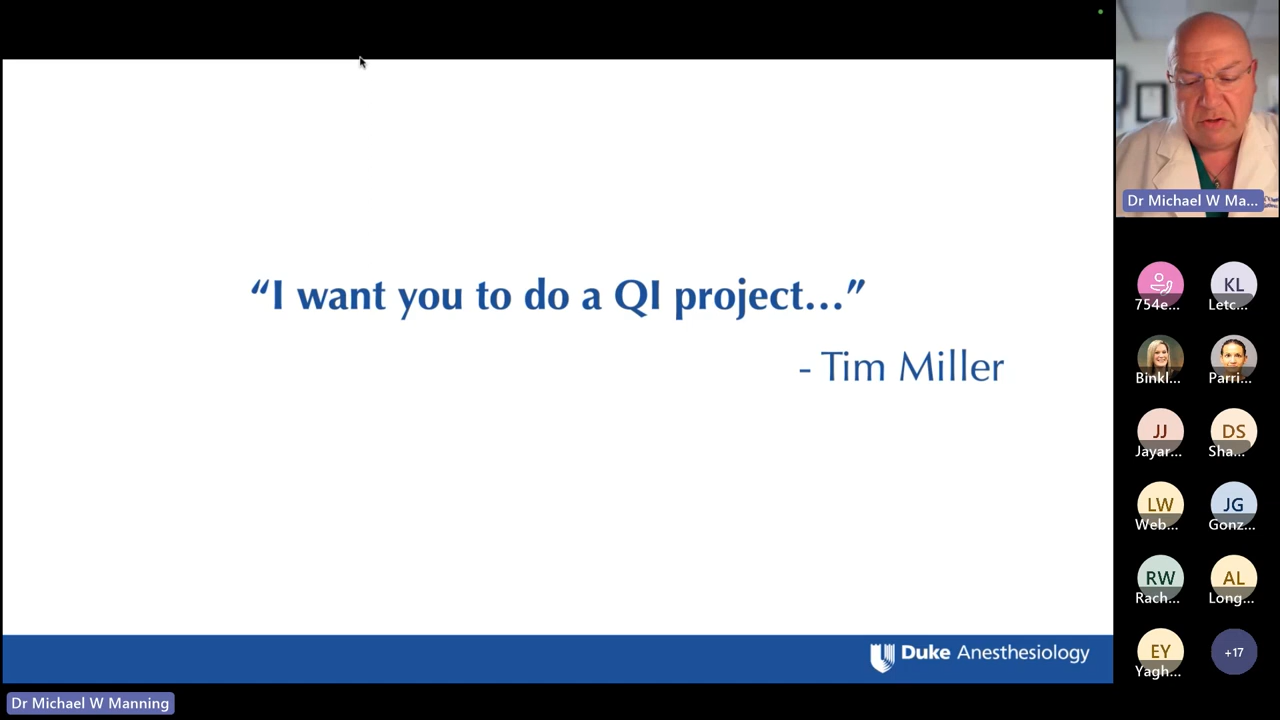 “I want you to do a QI project...”
- Tim Miller
Duke Anesthesiology
Dr Michael W Manning
Dr Michael W Ma...
754e...
KL
Letc...
Binkl...
Parri...
JJ
Jayar...
DS
Sha...
LW
Web...
JG
Gonz...
RW
Rach...
AL
Long...
EY
Yagh...
+17